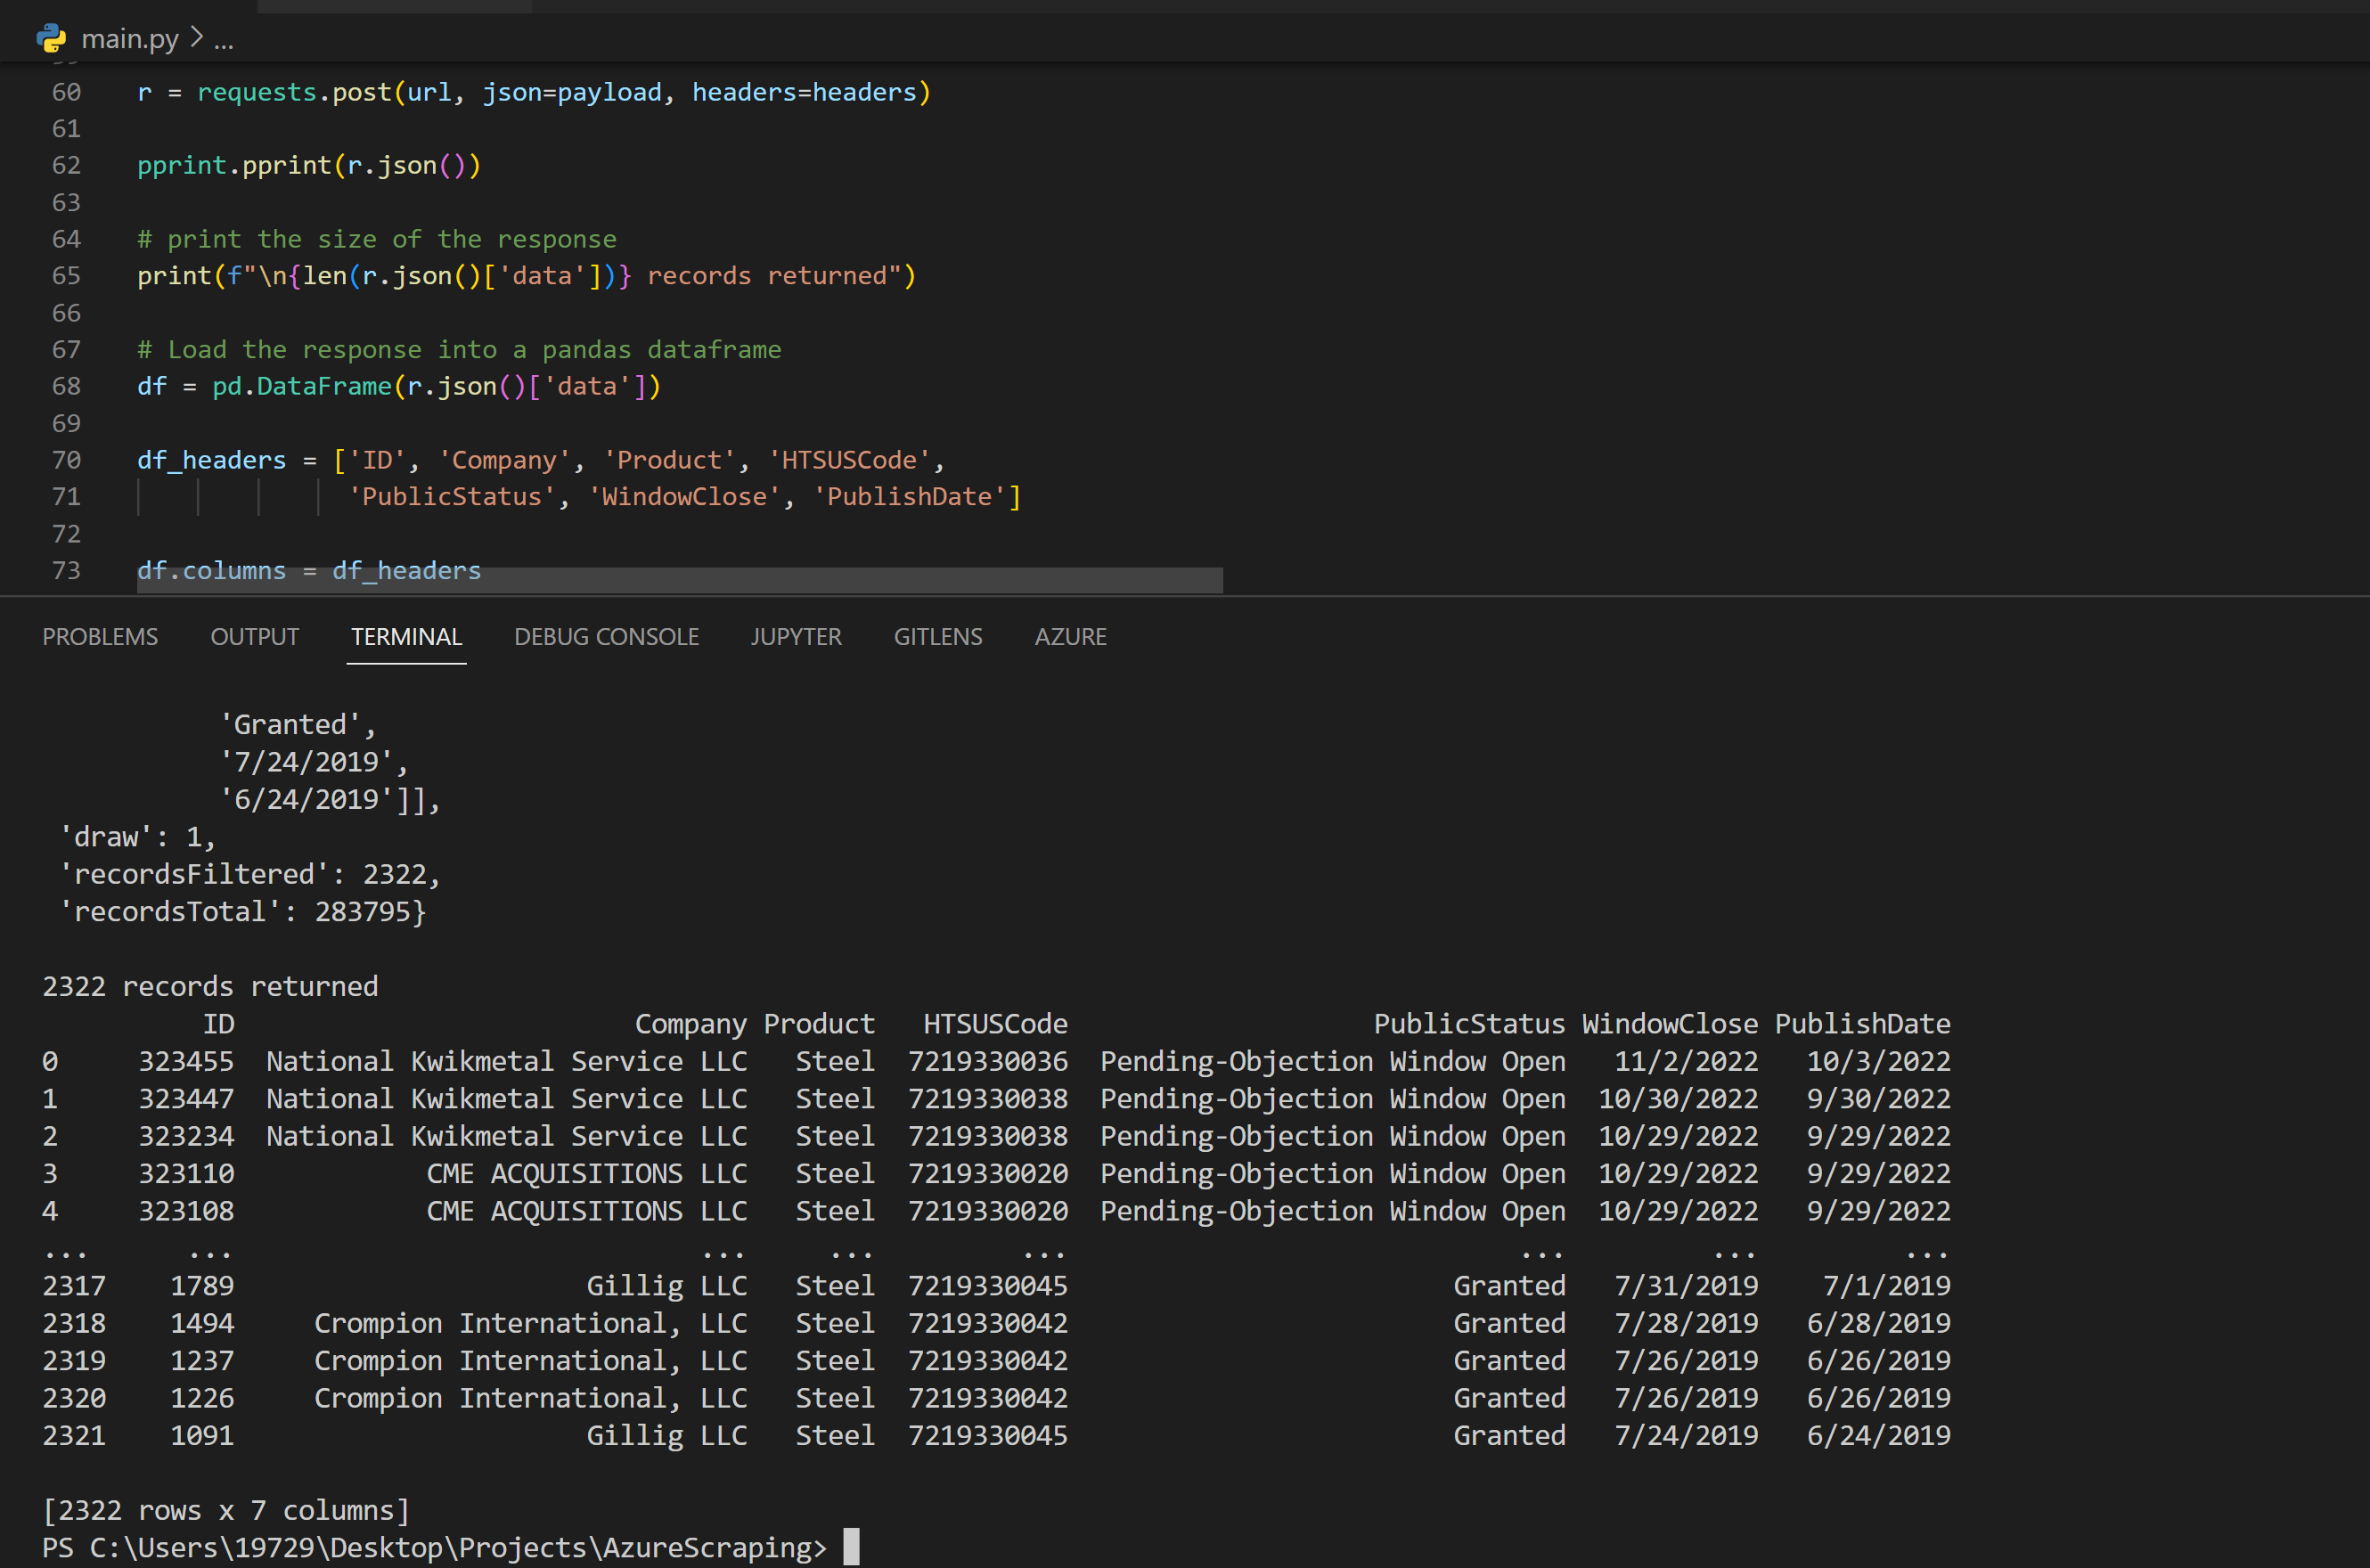 main.py > ...
60 r = requests.post(url, json=payload, headers=headers)
61
62 pprint.pprint(r.json())
63
64 # print the size of the response
65 print(f"\n{len(r.json()['data'])} records returned")
66
67 # Load the response into a pandas dataframe
68 df = pd.DataFrame(r.json()['data'])
69
70 df_headers = ['ID', 'Company', 'Product', 'HTSUSCode',
71 'PublicStatus', 'WindowClose', 'PublishDate']
72
73 df.columns = df_headers
PROBLEMS OUTPUT TERMINAL DEBUG CONSOLE JUPYTER GITLENS AZURE
'Granted',
'7/24/2019',
'6/24/2019']],
'draw': 1,
'recordsFiltered': 2322,
'recordsTotal': 283795}
2322 records returned
ID Company Product HTSUSCode PublicStatus WindowClose PublishDate
0 323455 National Kwikmetal Service LLC Steel 7219330036 Pending-Objection Window Open 11/2/2022 10/3/2022
1 323447 National Kwikmetal Service LLC Steel 7219330038 Pending-Objection Window Open 10/30/2022 9/30/2022
2 323234 National Kwikmetal Service LLC Steel 7219330038 Pending-Objection Window Open 10/29/2022 9/29/2022
3 323110 CME ACQUISITIONS LLC Steel 7219330020 Pending-Objection Window Open 10/29/2022 9/29/2022
4 323108 CME ACQUISITIONS LLC Steel 7219330020 Pending-Objection Window Open 10/29/2022 9/29/2022
... ... ... ... ... ... ... ...
2317 1789 Gillig LLC Steel 7219330045 Granted 7/31/2019 7/1/2019
2318 1494 Crompion International, LLC Steel 7219330042 Granted 7/28/2019 6/28/2019
2319 1237 Crompion International, LLC Steel 7219330042 Granted 7/26/2019 6/26/2019
2320 1226 Crompion International, LLC Steel 7219330042 Granted 7/26/2019 6/26/2019
2321 1091 Gillig LLC Steel 7219330045 Granted 7/24/2019 6/24/2019
[2322 rows x 7 columns]
PS C:\Users\19729\Desktop\Projects\AzureScraping>